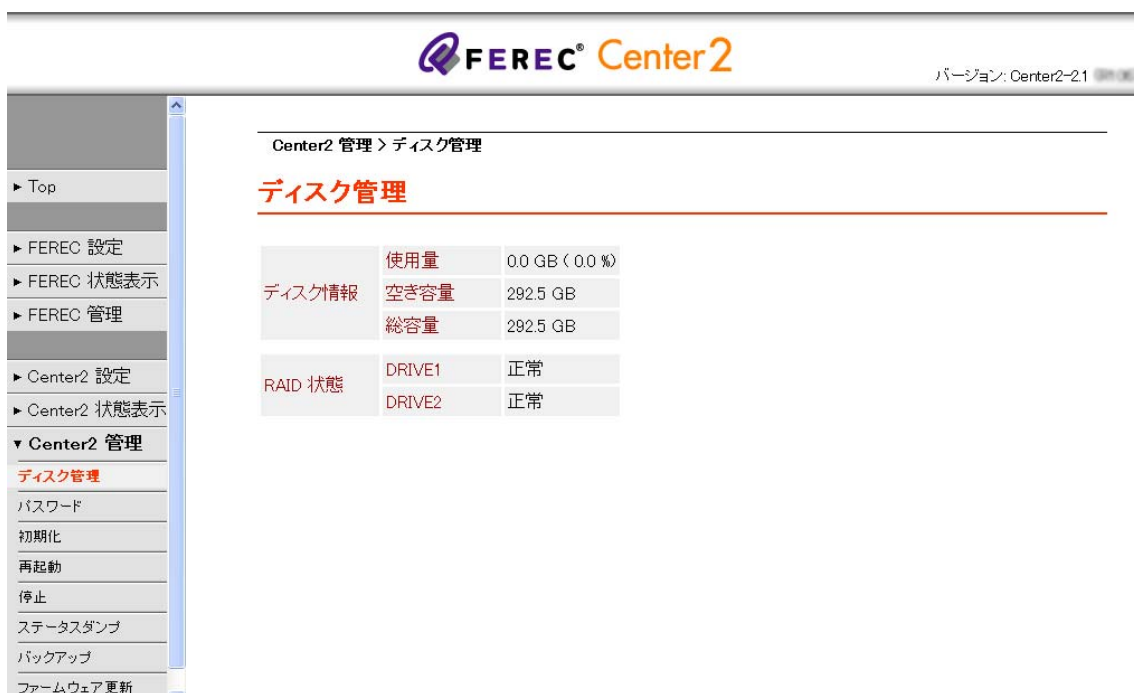 FEREC® Center2
バージョン: Center2-2.1
► Top
► FEREC 設定
► FEREC 状態表示
► FEREC 管理
► Center2 設定
► Center2 状態表示
▼ Center2 管理
ディスク管理
パスワード
初期化
再起動
停止
ステータスダンプ
バックアップ
ファームウェア更新
Center2 管理 > ディスク管理
ディスク管理
ディスク情報
使用量 0.0 GB ( 0.0 %)
空き容量 292.5 GB
総容量 292.5 GB
RAID 状態
DRIVE1 正常
DRIVE2 正常